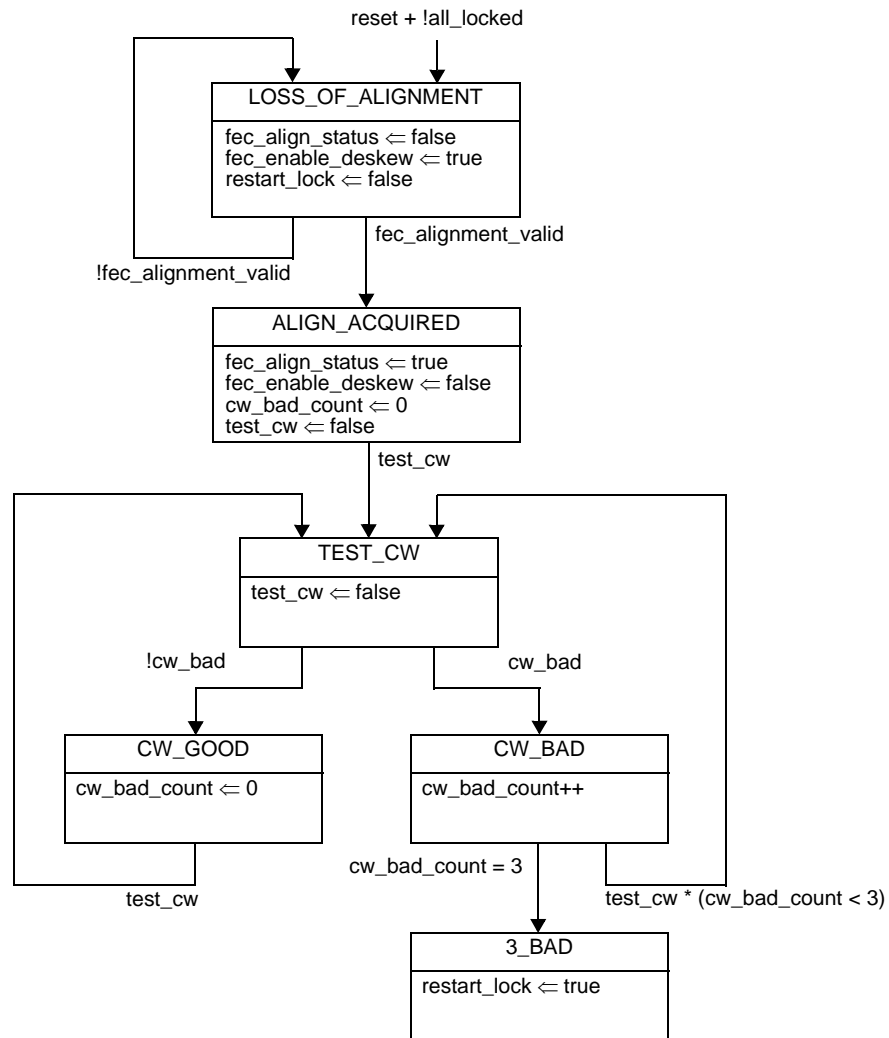 reset + !all_locked
LOSS_OF_ALIGNMENT
fec_align_status ⇐ false
fec_enable_deskew ⇐ true
restart_lock ⇐ false
fec_alignment_valid
!fec_alignment_valid
ALIGN_ACQUIRED
fec_align_status ⇐ true
fec_enable_deskew ⇐ false
cw_bad_count ⇐ 0
test_cw ⇐ false
test_cw
TEST_CW
test_cw ⇐ false
!cw_bad
cw_bad
CW_GOOD
cw_bad_count ⇐ 0
CW_BAD
cw_bad_count++
cw_bad_count = 3
test_cw
test_cw * (cw_bad_count < 3)
3_BAD
restart_lock ⇐ true